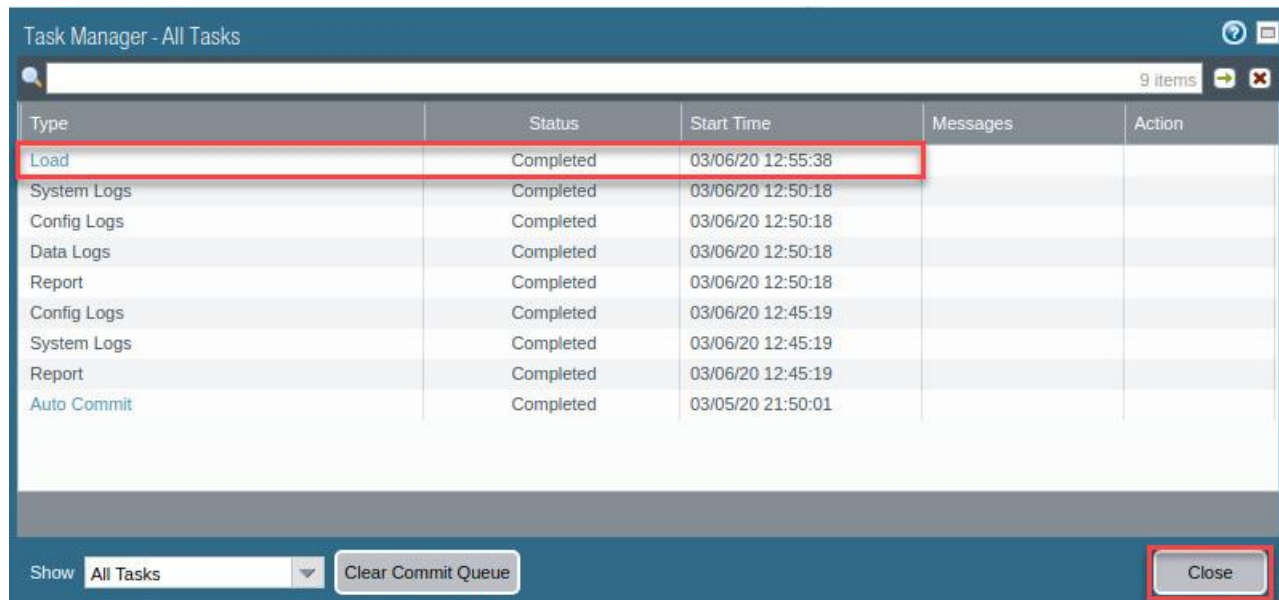 Task Manager - All Tasks
9 items
Type Status Start Time Messages Action
Load Completed 03/06/20 12:55:38
System Logs Completed 03/06/20 12:50:18
Config Logs Completed 03/06/20 12:50:18
Data Logs Completed 03/06/20 12:50:18
Report Completed 03/06/20 12:50:18
Config Logs Completed 03/06/20 12:45:19
System Logs Completed 03/06/20 12:45:19
Report Completed 03/06/20 12:45:19
Auto Commit Completed 03/05/20 21:50:01
Show All Tasks Clear Commit Queue Close